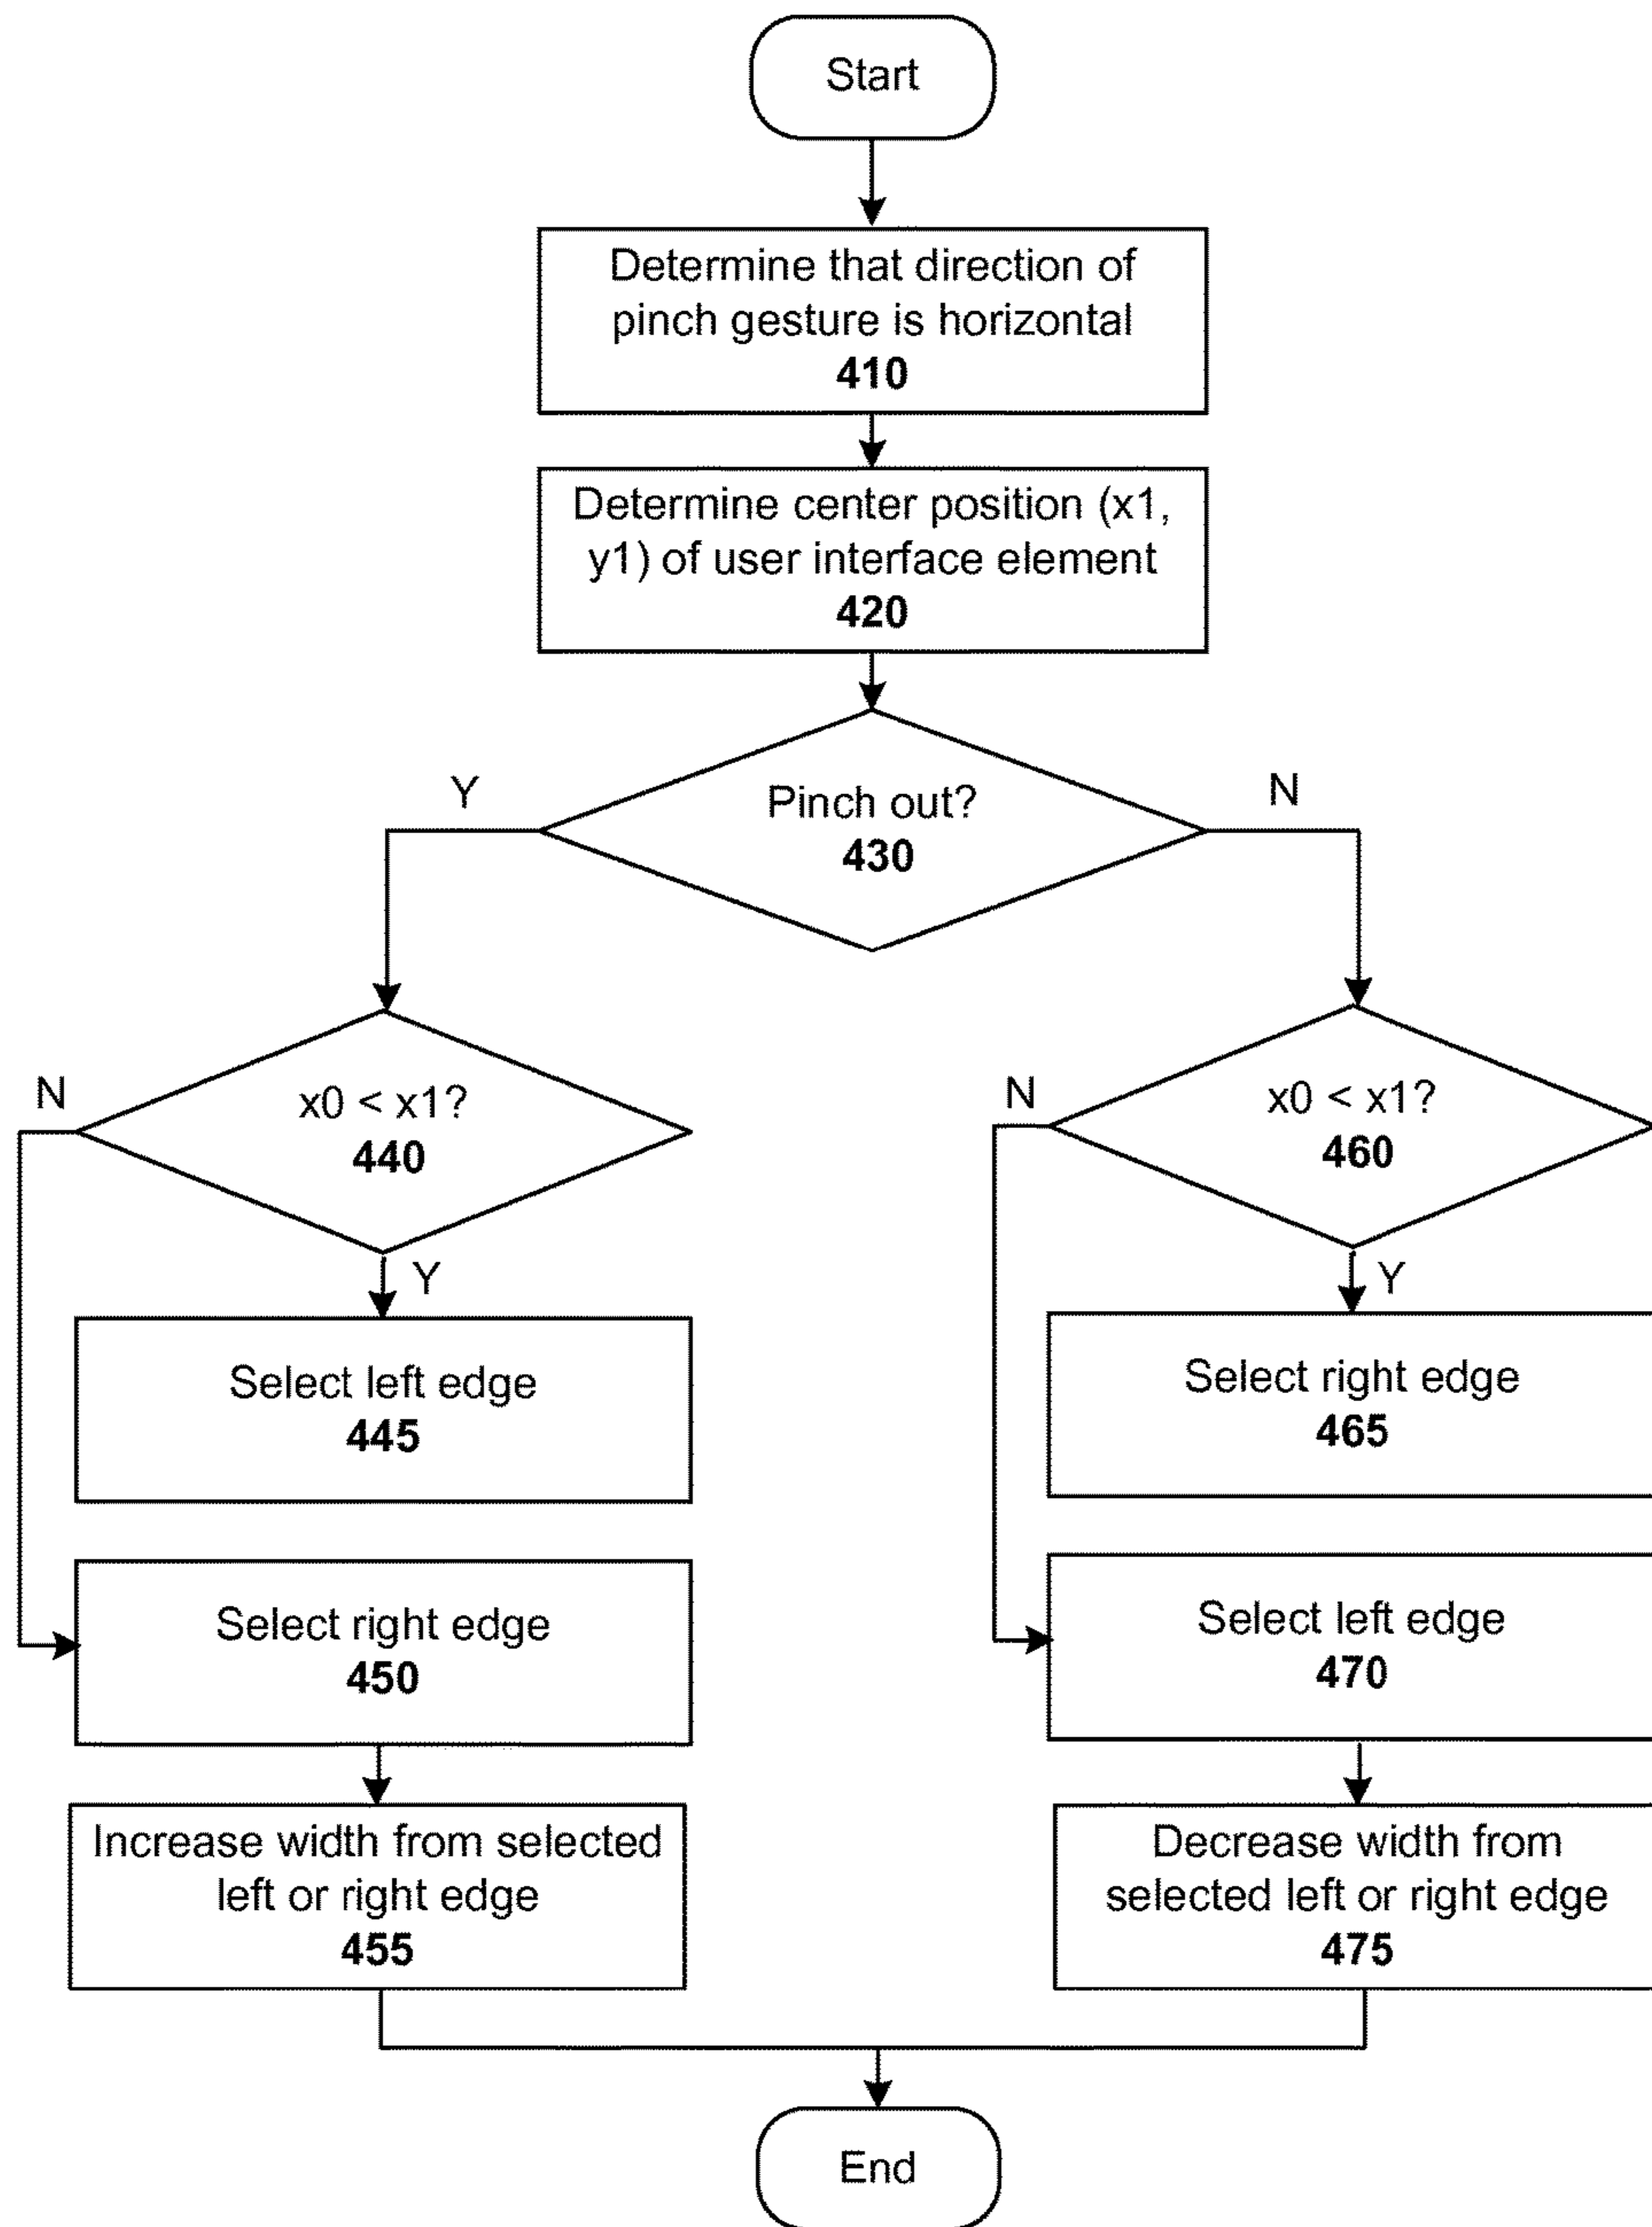 Start
Determine that direction of
pinch gesture is horizontal
410
Determine center position (x1,
y1) of user interface element
420
Pinch out?
430
Y
N
x0 < x1?
440
N
Y
Select left edge
445
Select right edge
450
Increase width from selected
left or right edge
455
x0 < x1?
460
N
Y
Select right edge
465
Select left edge
470
Decrease width from
selected left or right edge
475
End